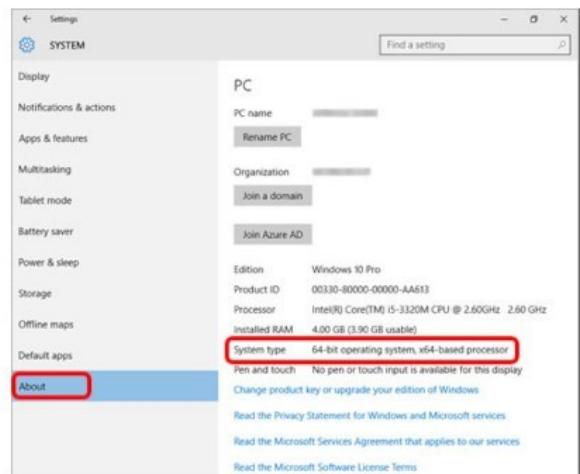 Settings
SYSTEM
Find a setting
Display
Notifications & actions
Apps & features
Multitasking
Tablet mode
Battery saver
Power & sleep
Storage
Offline maps
Default apps
About
PC
PC name
Rename PC
Organization
Join a domain
Join Azure AD
Edition Windows 10 Pro
Product ID 00330-80000-00000-AA613
Processor Intel(R) Core(TM) i5-3320M CPU @ 2.60GHz 2.60 GHz
Installed RAM 4.00 GB (3.90 GB usable)
System type 64-bit operating system, x64-based processor
Pen and touch No pen or touch input is available for this display
Change product key or upgrade your edition of Windows
Read the Privacy Statement for Windows and Microsoft services
Read the Microsoft Services Agreement that applies to our services
Read the Microsoft Software License Terms